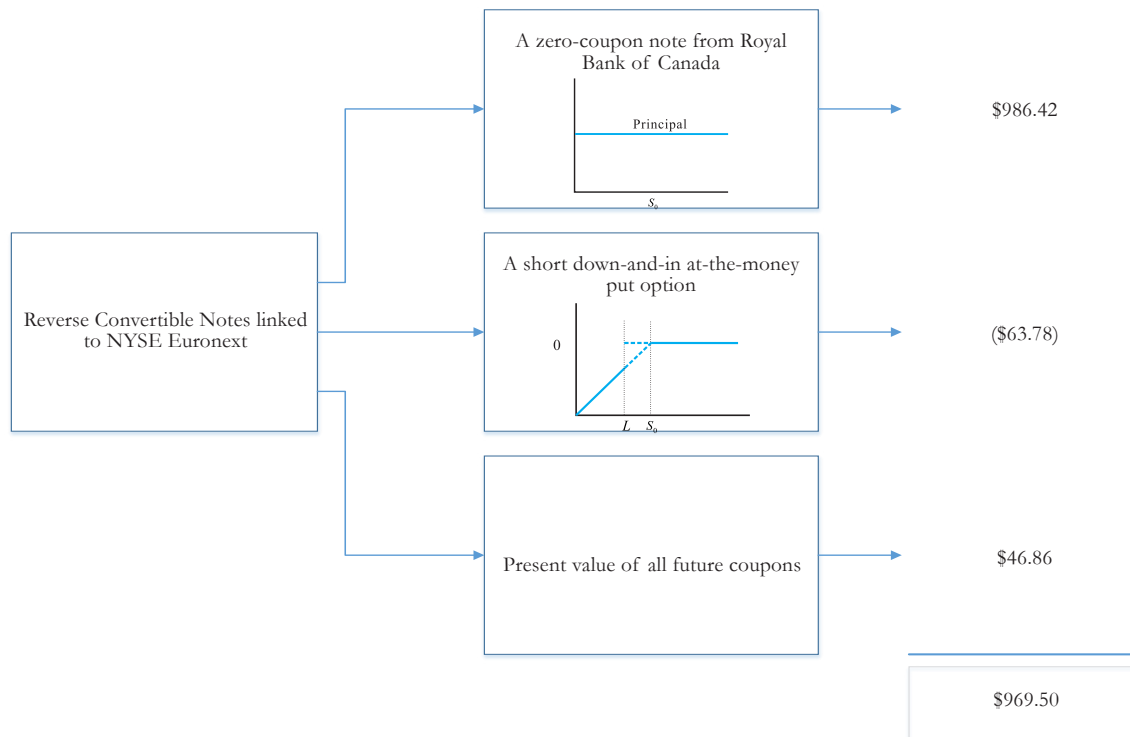 A zero-coupon note from Royal
Bank of Canada
Principal
S₀
$986.42
Reverse Convertible Notes linked
to NYSE Euronext
A short down-and-in at-the-money
put option
0
L S₀
($63.78)
Present value of all future coupons
$46.86
$969.50